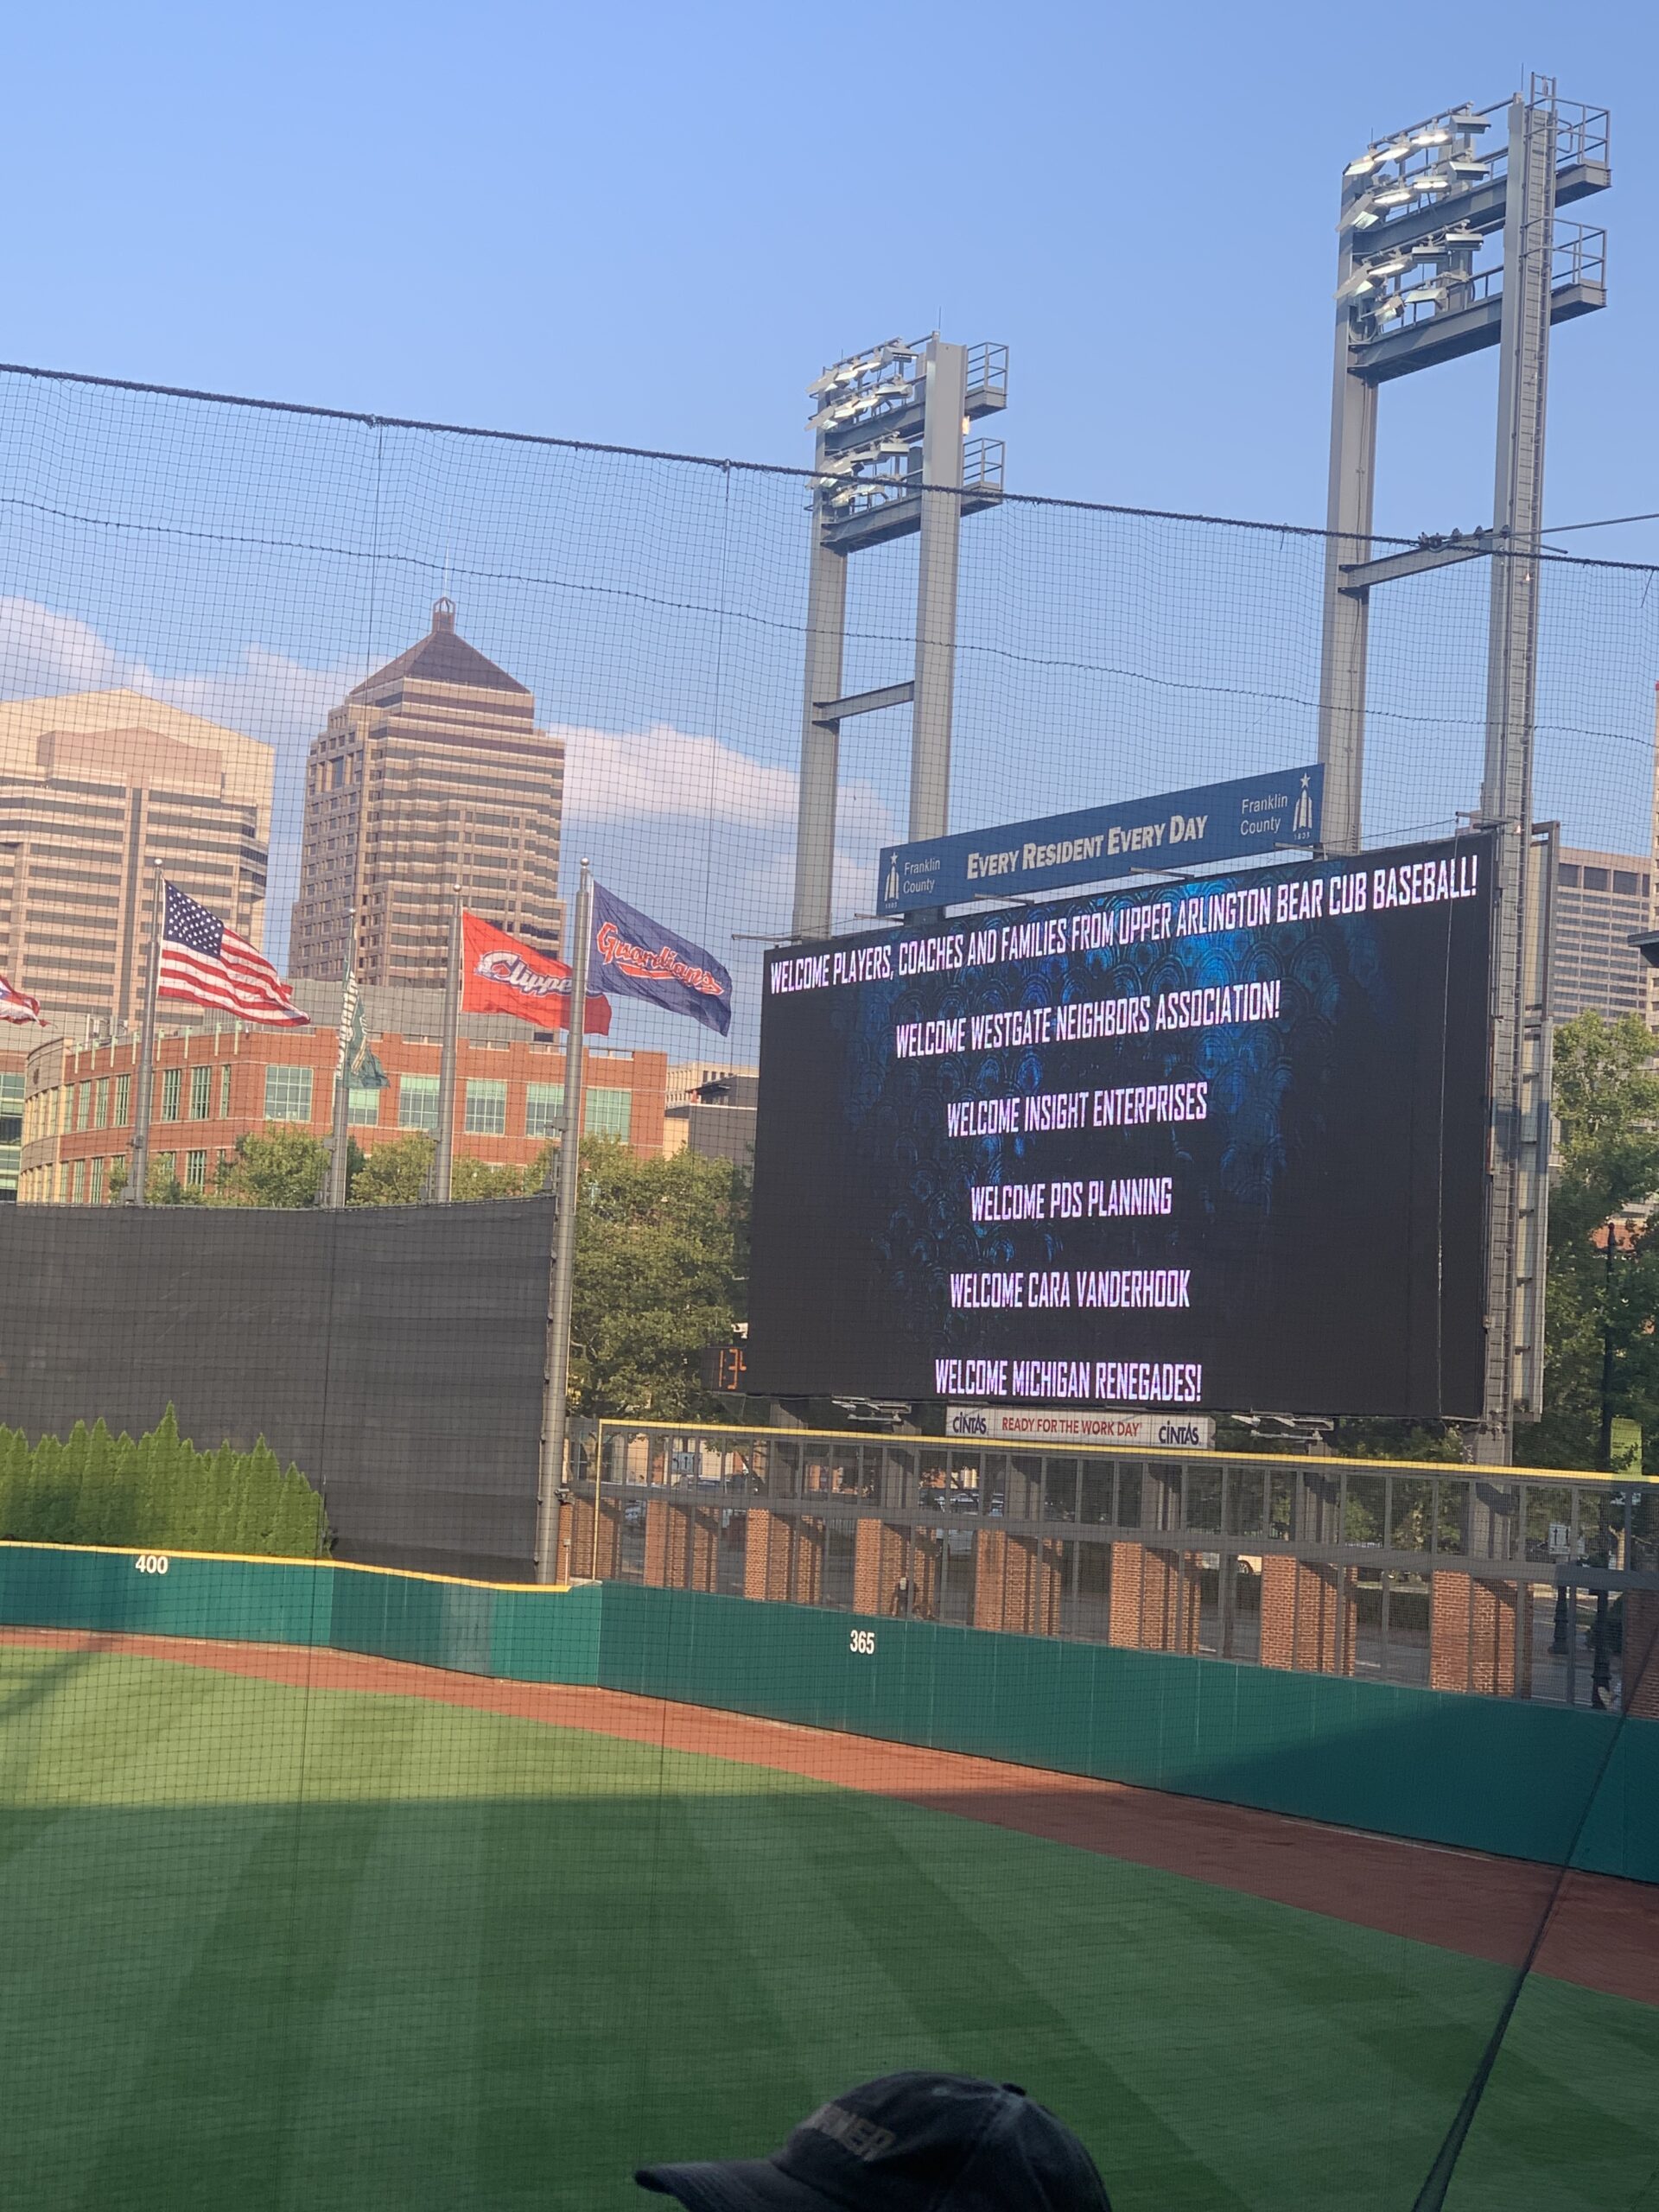 Franklin
County
1803
EVERY RESIDENT EVERY DAY
Franklin
County
1803
WELCOME PLAYERS, COACHES AND FAMILIES FROM UPPER ARLINGTON BEAR CUB BASEBALL!
WELCOME WESTGATE NEIGHBORS ASSOCIATION!
WELCOME INSIGHT ENTERPRISES
WELCOME PDS PLANNING
WELCOME CARA VANDERHOOK
WELCOME MICHIGAN RENEGADES!
Guardians
CINTAS
READY FOR THE WORK DAY
CINTAS
400
365